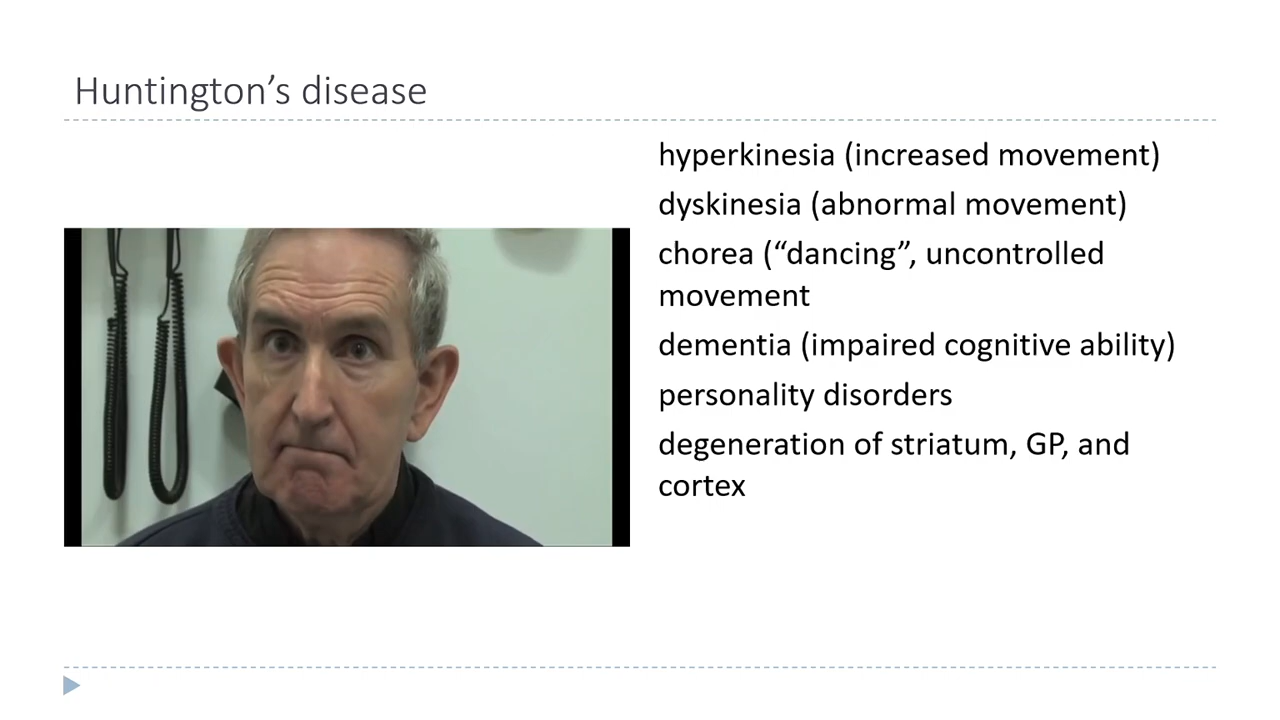 Huntington’s disease
hyperkinesia (increased movement)
dyskinesia (abnormal movement)
chorea (“dancing”, uncontrolled
movement
dementia (impaired cognitive ability)
personality disorders
degeneration of striatum, GP, and
cortex